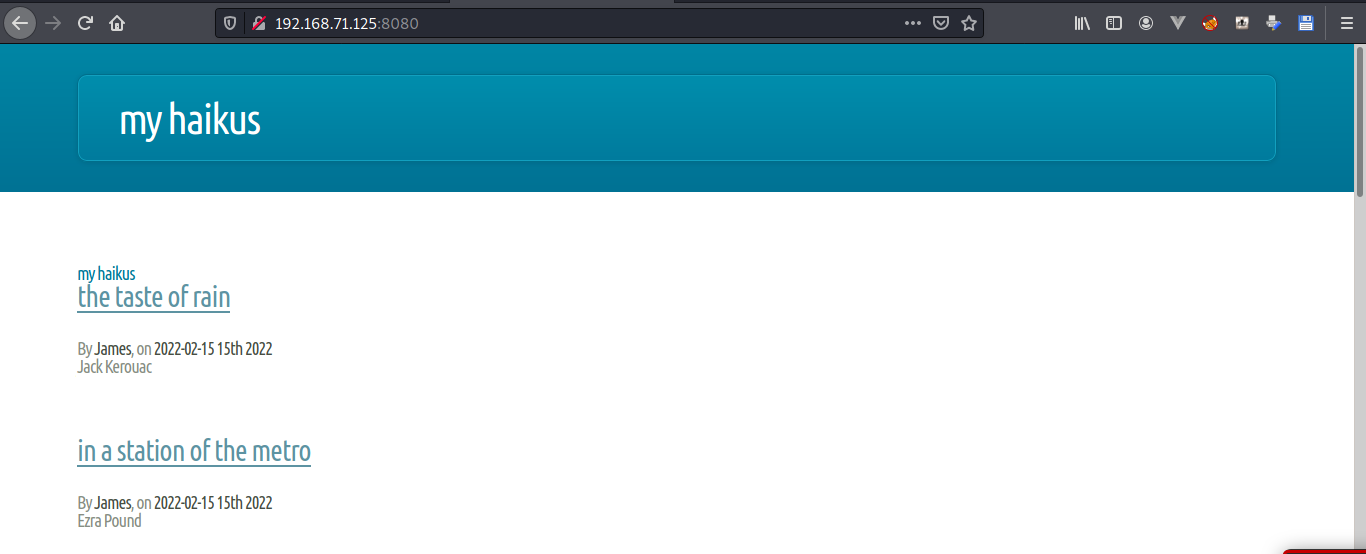 192.168.71.125:8080
my haikus
my haikus
the taste of rain
By James, on 2022-02-15 15th 2022
Jack Kerouac
in a station of the metro
By James, on 2022-02-15 15th 2022
Ezra Pound